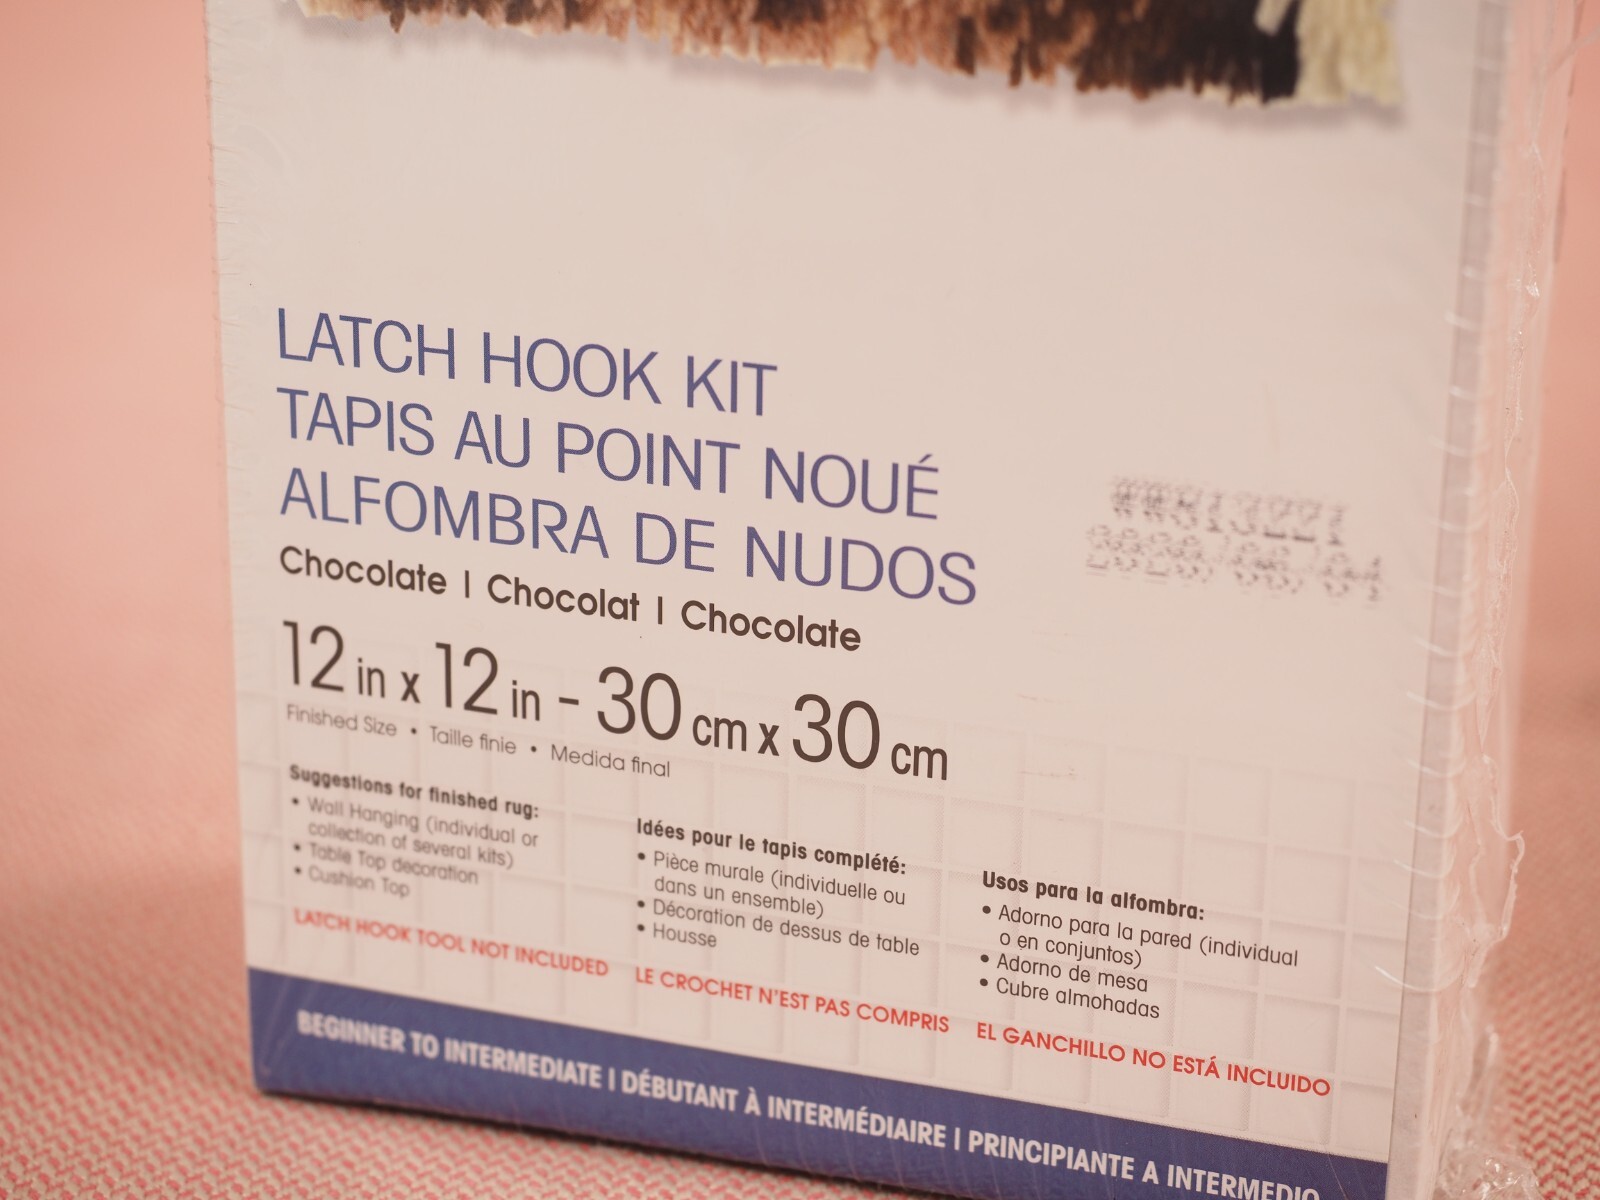 LATCH HOOK KIT
TAPIS AU POINT NOUÉ
ALFOMBRA DE NUDOS
Chocolate | Chocolat | Chocolate
12 in x 12 in - 30 cm x 30 cm
Finished Size • Taille finie • Medida final
Suggestions for finished rug:
• Wall Hanging (individual or
collection of several kits)
• Table Top decoration
• Cushion Top
LATCH HOOK TOOL NOT INCLUDED
Idées pour le tapis complété:
• Pièce murale (individuelle ou
dans un ensemble)
• Décoration de dessus de table
• Housse
LE CROCHET N'EST PAS COMPRIS
Usos para la alfombra:
• Adorno para la pared (individual
o en conjuntos)
• Adorno de mesa
• Cubre almohadas
EL GANCHILLO NO ESTÁ INCLUIDO
BEGINNER TO INTERMEDIATE | DÉBUTANT À INTERMÉDIAIRE | PRINCIPIANTE A INTERMEDIO